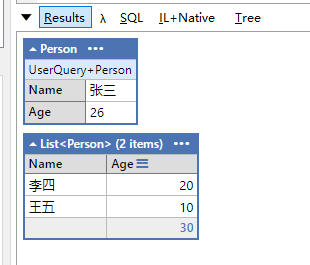 Results λ SQL IL+Native Tree
Person •••
UserQuery+Person
Name 张三
Age 26
List<Person> (2 items) •••
Name Age
李四 20
王五 10
30